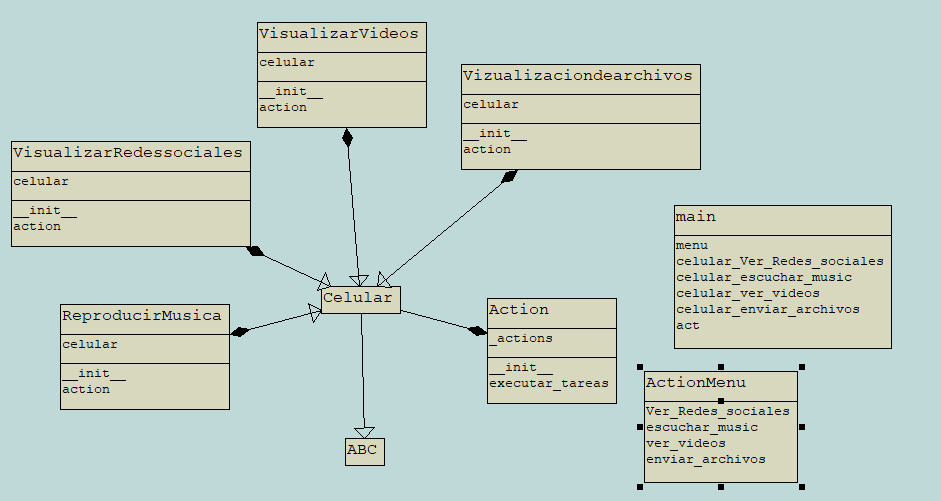 VisualizarVideos
celular
__init__
action
Vizualizaciondearchivos
celular
__init__
action
VisualizarRedessociales
celular
__init__
action
main
menu
celular_Ver_Redes_sociales
celular_escuchar_music
celular_ver_videos
celular_enviar_archivos
act
Celular
ReproducirMusica
celular
__init__
action
Action
_actions
__init__
executar_tareas
ActionMenu
Ver_Redes_sociales
escuchar_music
ver_videos
enviar_archivos
ABC